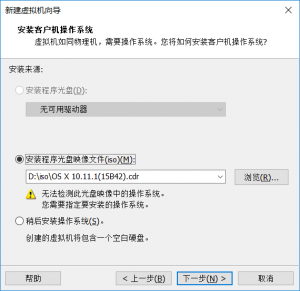 新建虚拟机向导
安装客户机操作系统
虚拟机如同物理机，需要操作系统。您将如何安装客户机操作系统?
安装来源:
安装程序光盘(D):
无可用驱动器
安装程序光盘映像文件(iso)(M):
D:\iso\OS X 10.11.1(15B42).cdr
浏览(R)...
无法检测此光盘映像中的操作系统。
您需要指定要安装的操作系统。
稍后安装操作系统(S)。
创建的虚拟机将包含一个空白硬盘。
帮助
< 上一步(B)
下一步(N) >
取消